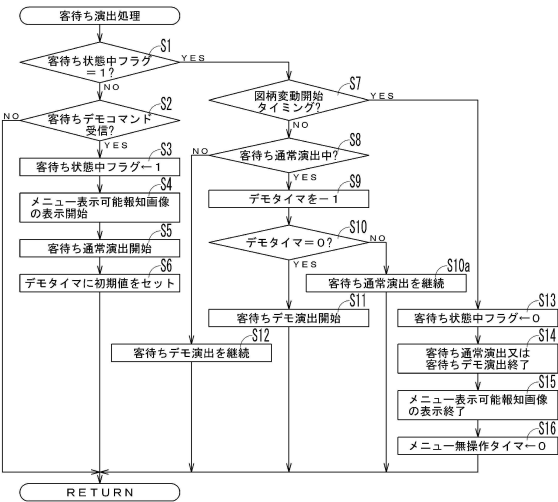 客待ち演出処理
S1
客待ち状態中フラグ
＝1？
YES
NO
S2
客待ちデモコマンド
受信？
NO
YES
S3
客待ち状態中フラグ←1
S4
メニュー表示可能報知画像
の表示開始
S5
客待ち通常演出開始
S6
デモタイマに初期値をセット
S7
図柄変動開始
タイミング？
YES
NO
S8
客待ち通常演出中？
NO
YES
S9
デモタイマを－1
S10
デモタイマ＝0？
NO
YES
S10a
客待ち通常演出を継続
S11
客待ちデモ演出開始
S12
客待ちデモ演出を継続
S13
客待ち状態中フラグ←0
S14
客待ち通常演出又は
客待ちデモ演出終了
S15
メニュー表示可能報知画像
の表示終了
S16
メニュー無操作タイマ←0
RETURN